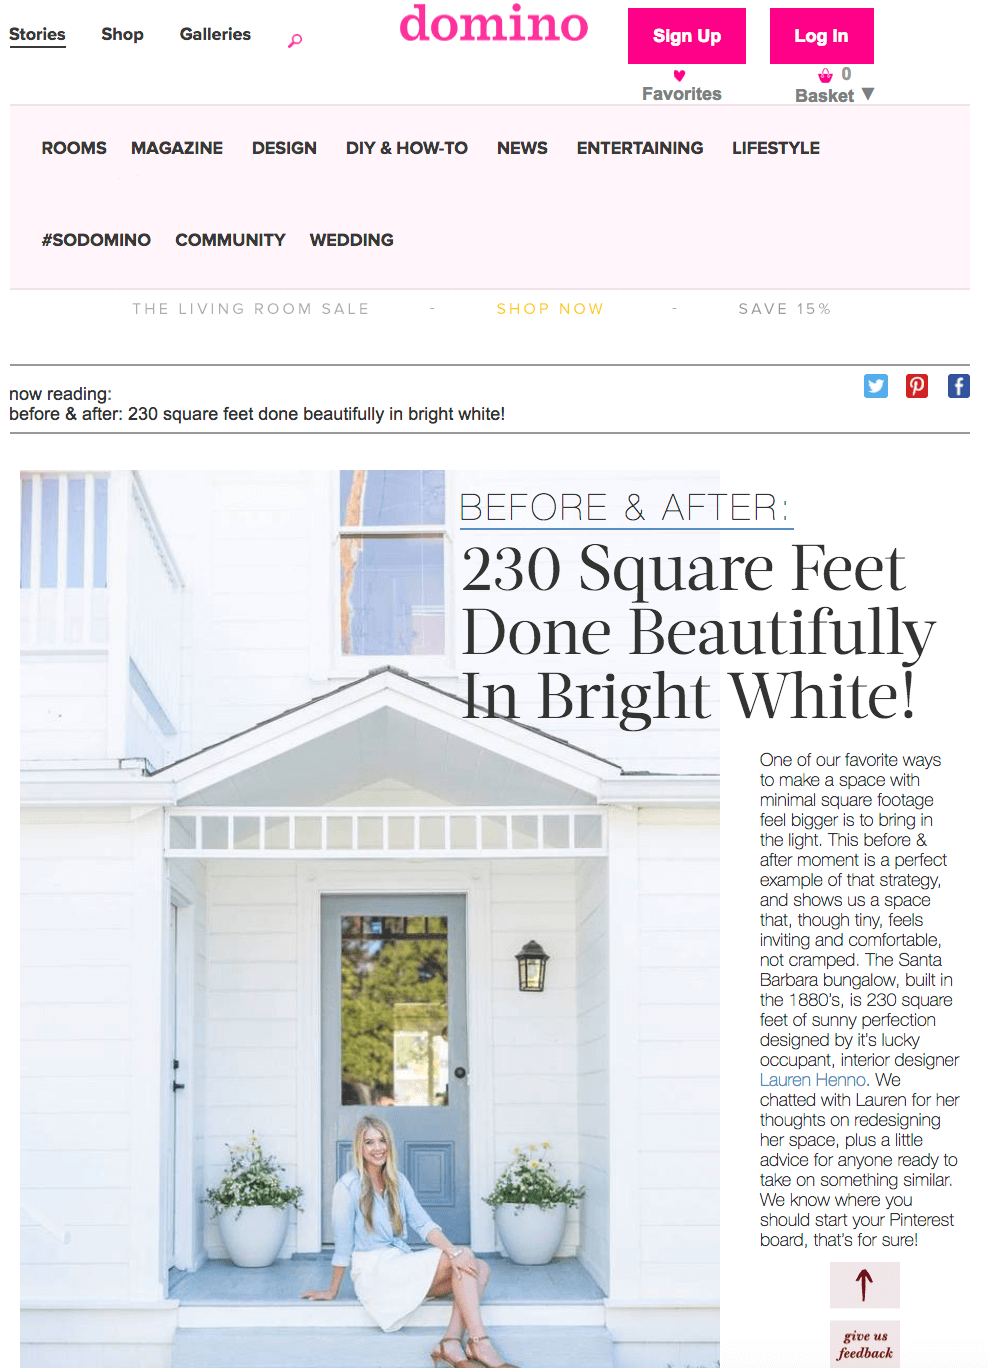 Stories Shop Galleries
domino
Sign Up
Log In
Favorites
0
Basket ▼
ROOMS MAGAZINE DESIGN DIY & HOW-TO NEWS ENTERTAINING LIFESTYLE
#SODOMINO COMMUNITY WEDDING
THE LIVING ROOM SALE - SHOP NOW - SAVE 15%
now reading:
before & after: 230 square feet done beautifully in bright white!
BEFORE & AFTER:
230 Square Feet
Done Beautifully
In Bright White!
One of our favorite ways
to make a space with
minimal square footage
feel bigger is to bring in
the light. This before &
after moment is a perfect
example of that strategy,
and shows us a space
that, though tiny, feels
inviting and comfortable,
not cramped. The Santa
Barbara bungalow, built in
the 1880's, is 230 square
feet of sunny perfection
designed by it's lucky
occupant, interior designer
Lauren Henno. We
chatted with Lauren for her
thoughts on redesigning
her space, plus a little
advice for anyone ready to
take on something similar.
We know where you
should start your Pinterest
board, that's for sure!
give us
feedback